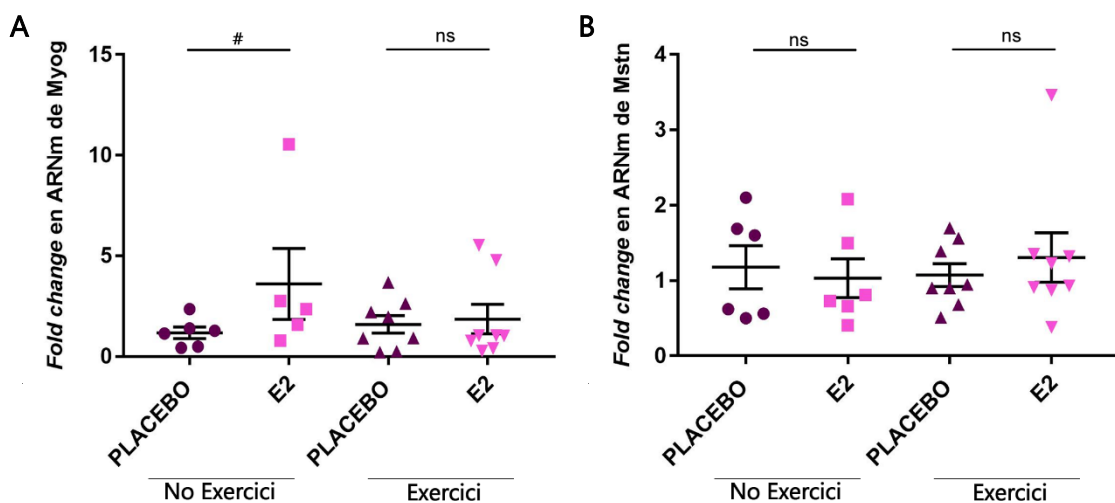 A
Fold change en ARNm de Myog
15
10
5
0
#
ns
PLACEBO
E2
PLACEBO
E2
No Exercici
Exercici
B
Fold change en ARNm de Mstn
4
3
2
1
0
ns
ns
PLACEBO
E2
PLACEBO
E2
No Exercici
Exercici